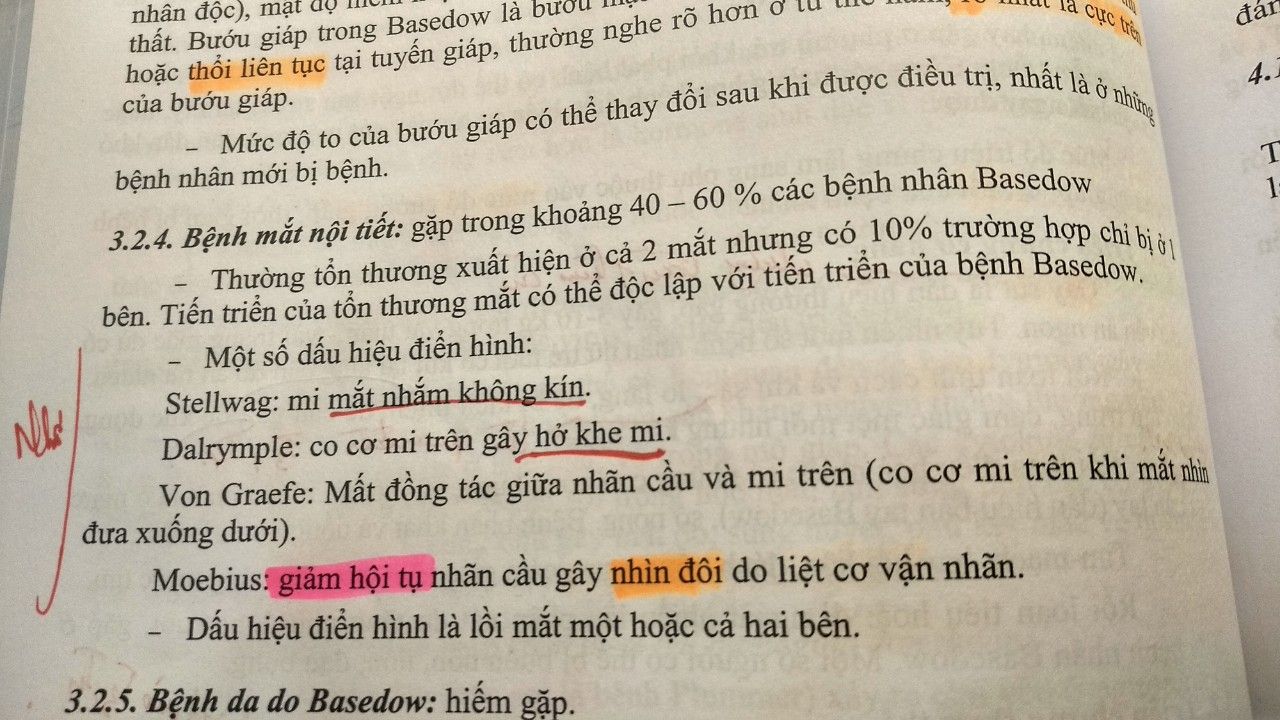 nhân độc), mật độ mềm
thất. Bướu giáp trong Basedow là bướu
hoặc thổi liên tục tại tuyến giáp, thường nghe rõ hơn ở tư thế nằm, rõ nhất là cực trên
của bướu giáp.
– Mức độ to của bướu giáp có thể thay đổi sau khi được điều trị, nhất là ở những
bệnh nhân mới bị bệnh.
3.2.4. Bệnh mắt nội tiết: gặp trong khoảng 40 – 60 % các bệnh nhân Basedow
– Thường tổn thương xuất hiện ở cả 2 mắt nhưng có 10% trường hợp chỉ bị ở 1
bên. Tiến triển của tổn thương mắt có thể độc lập với tiến triển của bệnh Basedow.
– Một số dấu hiệu điển hình:
Stellwag: mi mắt nhắm không kín.
Dalrymple: co cơ mi trên gây hở khe mi.
Von Graefe: Mất đồng tác giữa nhãn cầu và mi trên (co cơ mi trên khi mắt nhìn
đưa xuống dưới).
Moebius: giảm hội tụ nhãn cầu gây nhìn đôi do liệt cơ vận nhãn.
– Dấu hiệu điển hình là lồi mắt một hoặc cả hai bên.
3.2.5. Bệnh da do Basedow: hiếm gặp.